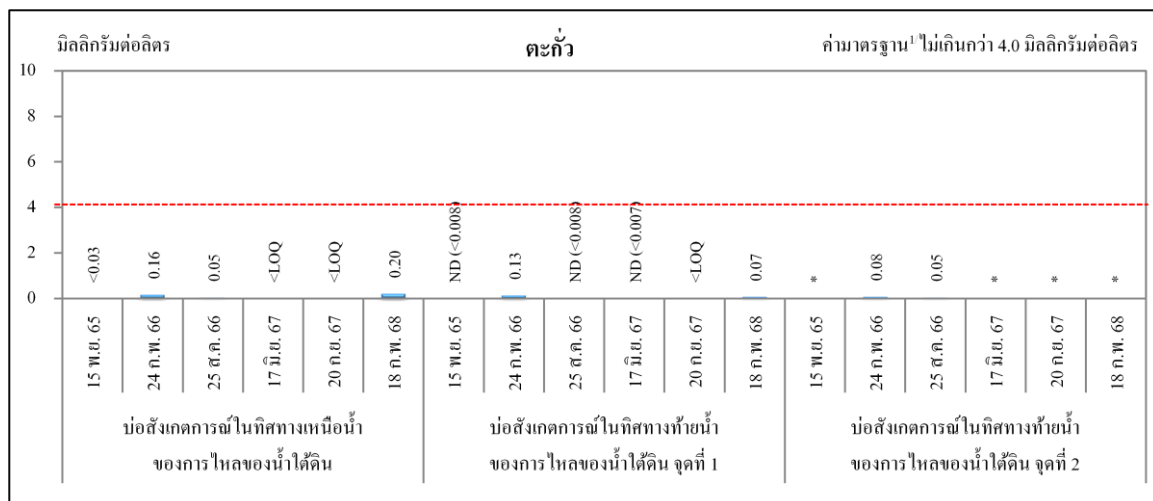 มิลลิกรัมต่อลิตร
ตะกั่ว
ค่ามาตรฐาน1/ ไม่เกินกว่า 4.0 มิลลิกรัมต่อลิตร
10
8
6
4
2
0
<0.03
0.16
0.05
<LOQ
<LOQ
0.20
ND (<0.008)
0.13
ND (<0.008)
ND (<0.007)
<LOQ
0.07
*
0.08
0.05
*
*
*
15 พ.ย. 65
24 ก.พ. 66
25 ส.ค. 66
17 มิ.ย. 67
20 ก.ย. 67
18 ก.พ. 68
15 พ.ย. 65
24 ก.พ. 66
25 ส.ค. 66
17 มิ.ย. 67
20 ก.ย. 67
18 ก.พ. 68
15 พ.ย. 65
24 ก.พ. 66
25 ส.ค. 66
17 มิ.ย. 67
20 ก.ย. 67
18 ก.พ. 68
บ่อสังเกตการณ์ในทิศทางเหนือน้ำ
ของการไหลของน้ำใต้ดิน
บ่อสังเกตการณ์ในทิศทางท้ายน้ำ
ของการไหลของน้ำใต้ดิน จุดที่ 1
บ่อสังเกตการณ์ในทิศทางท้ายน้ำ
ของการไหลของน้ำใต้ดิน จุดที่ 2